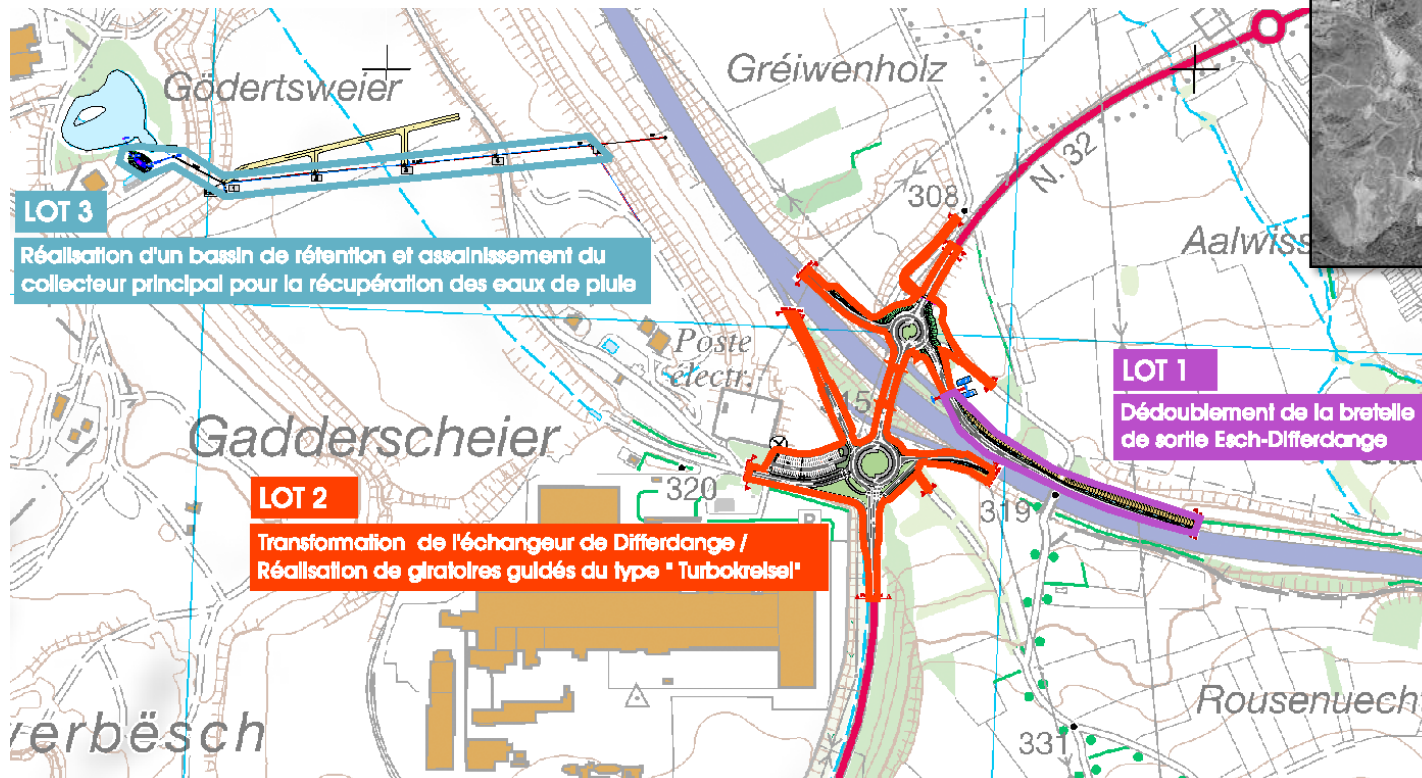 Gödertsweier
Gréiwenholz
N. 32
308
LOT 3
Réalisation d'un bassin de rétention et assainissement du
collecteur principal pour la récupération des eaux de pluie
Aalwiss
Poste
électr.
LOT 1
Dédoublement de la bretelle
de sortie Esch-Differdange
Gadderscheier
320
319
LOT 2
Transformation de l'échangeur de Differdange /
Réalisation de giratoires guidés du type " Turbokreisel"
Rousenuech
331
verbësch